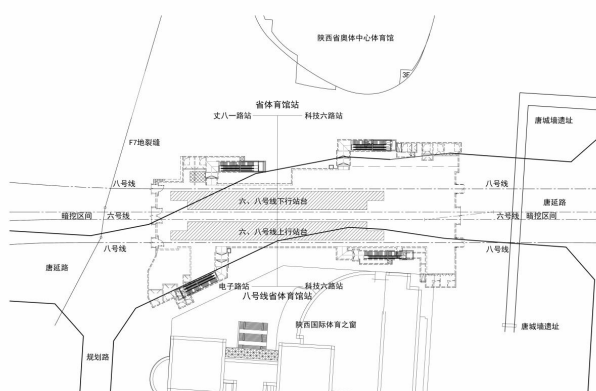 陕西省奥体中心体育馆
3F
省体育馆站
丈八一路站 科技六路站
唐城墙遗址
F7地裂缝
八号线 八号线
六、八号线下行站台
唐延路
暗挖区间 六号线 六号线 暗挖区间
六、八号线上行站台
八号线 八号线
唐延路
电子路站 科技六路站
八号线省体育馆站
陕西国际体育之窗
唐城墙遗址
规划路